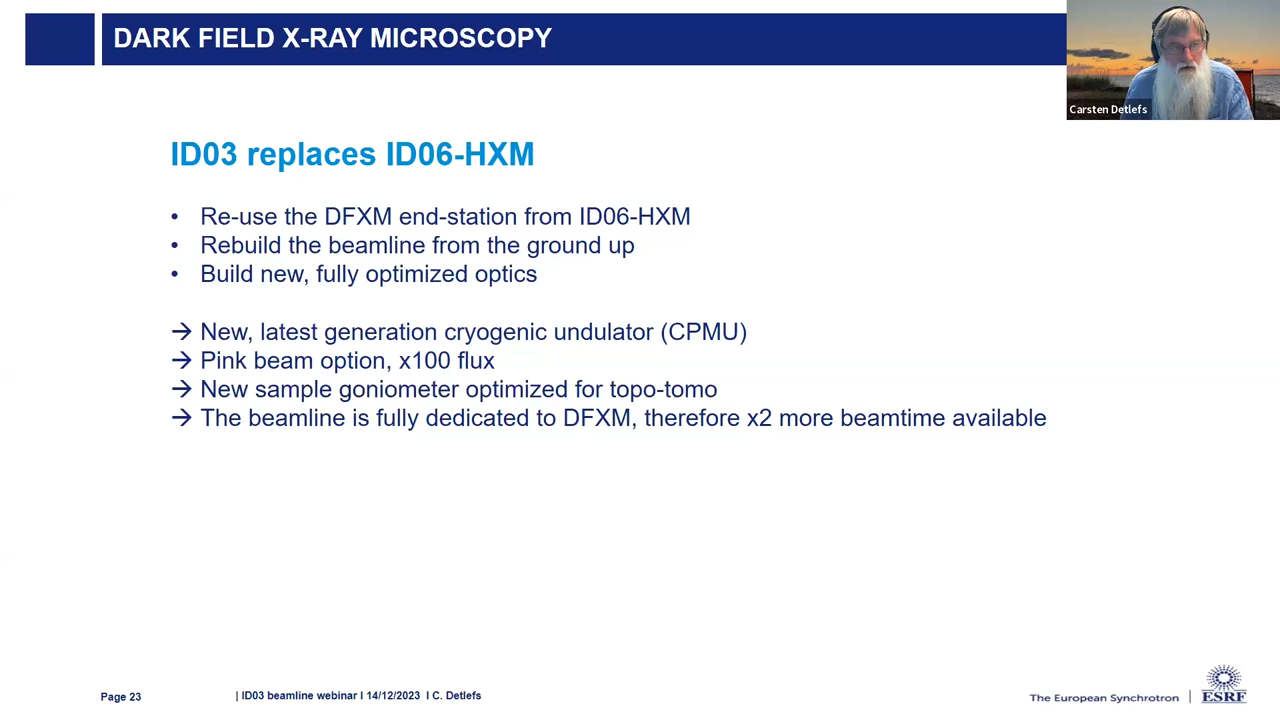 DARK FIELD X-RAY MICROSCOPY
Carsten Detlefs
ID03 replaces ID06-HXM
• Re-use the DFXM end-station from ID06-HXM
• Rebuild the beamline from the ground up
• Build new, fully optimized optics
→ New, latest generation cryogenic undulator (CPMU)
→ Pink beam option, x100 flux
→ New sample goniometer optimized for topo-tomo
→ The beamline is fully dedicated to DFXM, therefore x2 more beamtime available
Page 23
| ID03 beamline webinar I 14/12/2023 I C. Detlefs
The European Synchrotron | ESRF